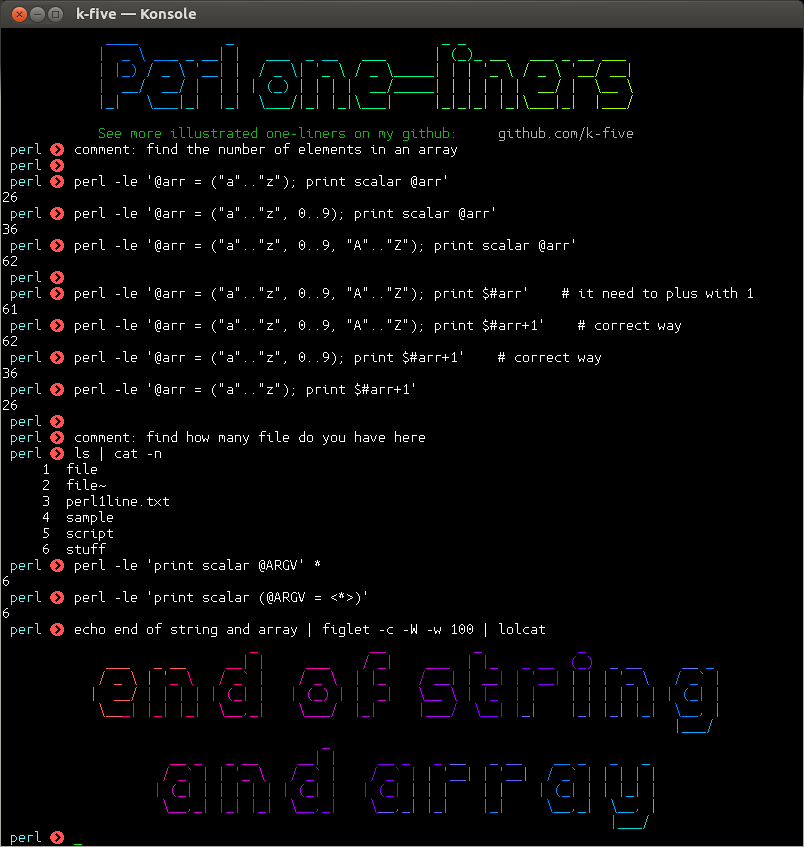 k-five — Konsole
Perl one-liners
See more illustrated one-liners on my github: github.com/k-five
perl ❯ comment: find the number of elements in an array
perl ❯
perl ❯ perl -le '@arr = ("a".."z"); print scalar @arr'
26
perl ❯ perl -le '@arr = ("a".."z", 0..9); print scalar @arr'
36
perl ❯ perl -le '@arr = ("a".."z", 0..9, "A".."Z"); print scalar @arr'
62
perl ❯
perl ❯ perl -le '@arr = ("a".."z", 0..9, "A".."Z"); print $#arr'    # it need to plus with 1
61
perl ❯ perl -le '@arr = ("a".."z", 0..9, "A".."Z"); print $#arr+1'    # correct way
62
perl ❯ perl -le '@arr = ("a".."z", 0..9); print $#arr+1'    # correct way
36
perl ❯ perl -le '@arr = ("a".."z"); print $#arr+1'
26
perl ❯
perl ❯ comment: find how many file do you have here
perl ❯ ls | cat -n
1 file
2 file~
3 perl1line.txt
4 sample
5 script
6 stuff
perl ❯ perl -le 'print scalar @ARGV' *
6
perl ❯ perl -le 'print scalar (@ARGV = <*>)'
6
perl ❯ echo end of string and array | figlet -c -W -w 100 | lolcat
end of string
and array
perl ❯ _